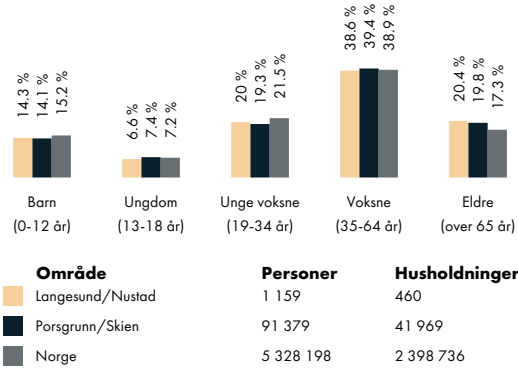 14.3 % 14.1 % 15.2 %
6.6 % 7.4 % 7.2 %
20 % 19.3 % 21.5 %
38.6 % 39.4 % 38.9 %
20.4 % 19.8 % 17.3 %
Barn Ungdom Unge voksne Voksne Eldre
(0-12 år) (13-18 år) (19-34 år) (35-64 år) (over 65 år)
Område Personer Husholdninger
Langesund/Nustad 1 159 460
Porsgrunn/Skien 91 379 41 969
Norge 5 328 198 2 398 736